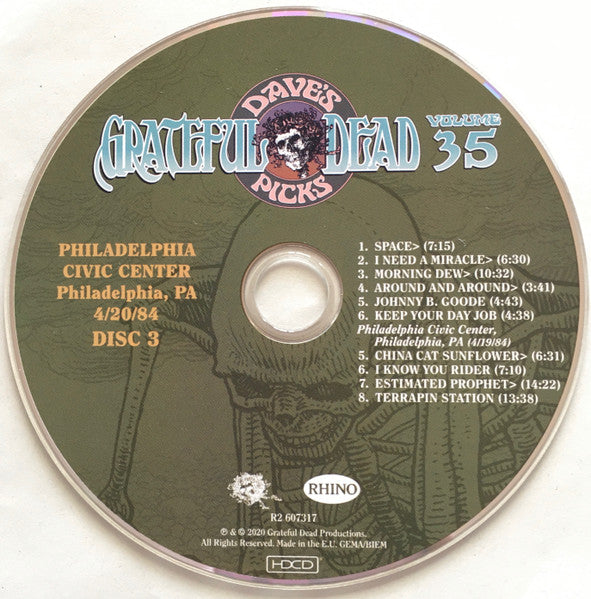 DAVE'S
GRATEFUL DEAD
VOLUME
35
PICKS
PHILADELPHIA
CIVIC CENTER
Philadelphia, PA
4/20/84
DISC 3
1. SPACE> (7:15)
2. I NEED A MIRACLE> (6:30)
3. MORNING DEW> (10:32)
4. AROUND AND AROUND> (3:41)
5. JOHNNY B. GOODE (4:43)
6. KEEP YOUR DAY JOB (4:38)
Philadelphia Civic Center,
Philadelphia, PA (4/19/84)
5. CHINA CAT SUNFLOWER> (6:31)
6. I KNOW YOU RIDER (7:10)
7. ESTIMATED PROPHET> (14:22)
8. TERRAPIN STATION (13:38)
RHINO
R2 607317
℗ & © 2020 Grateful Dead Productions.
All Rights Reserved. Made in the E.U. GEMA/BIEM
HDCD